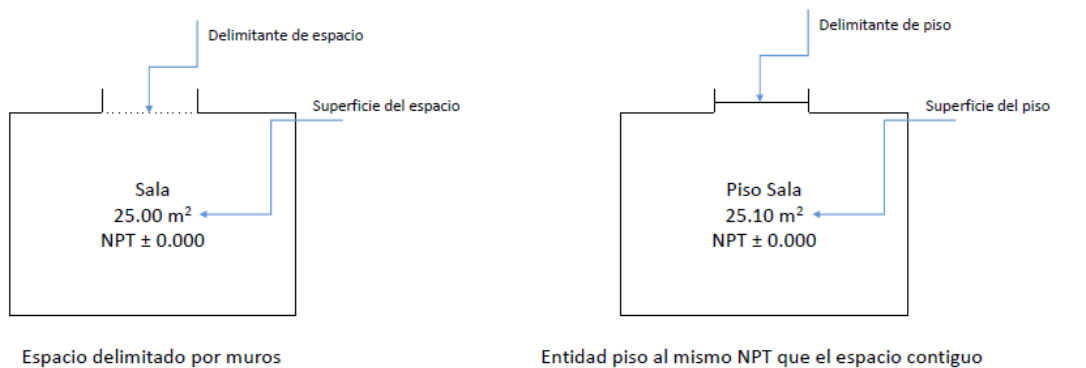 Delimitante de espacio
Superficie del espacio
Sala
25.00 m²
NPT ± 0.000
Espacio delimitado por muros
Delimitante de piso
Superficie del piso
Piso Sala
25.10 m²
NPT ± 0.000
Entidad piso al mismo NPT que el espacio contiguo